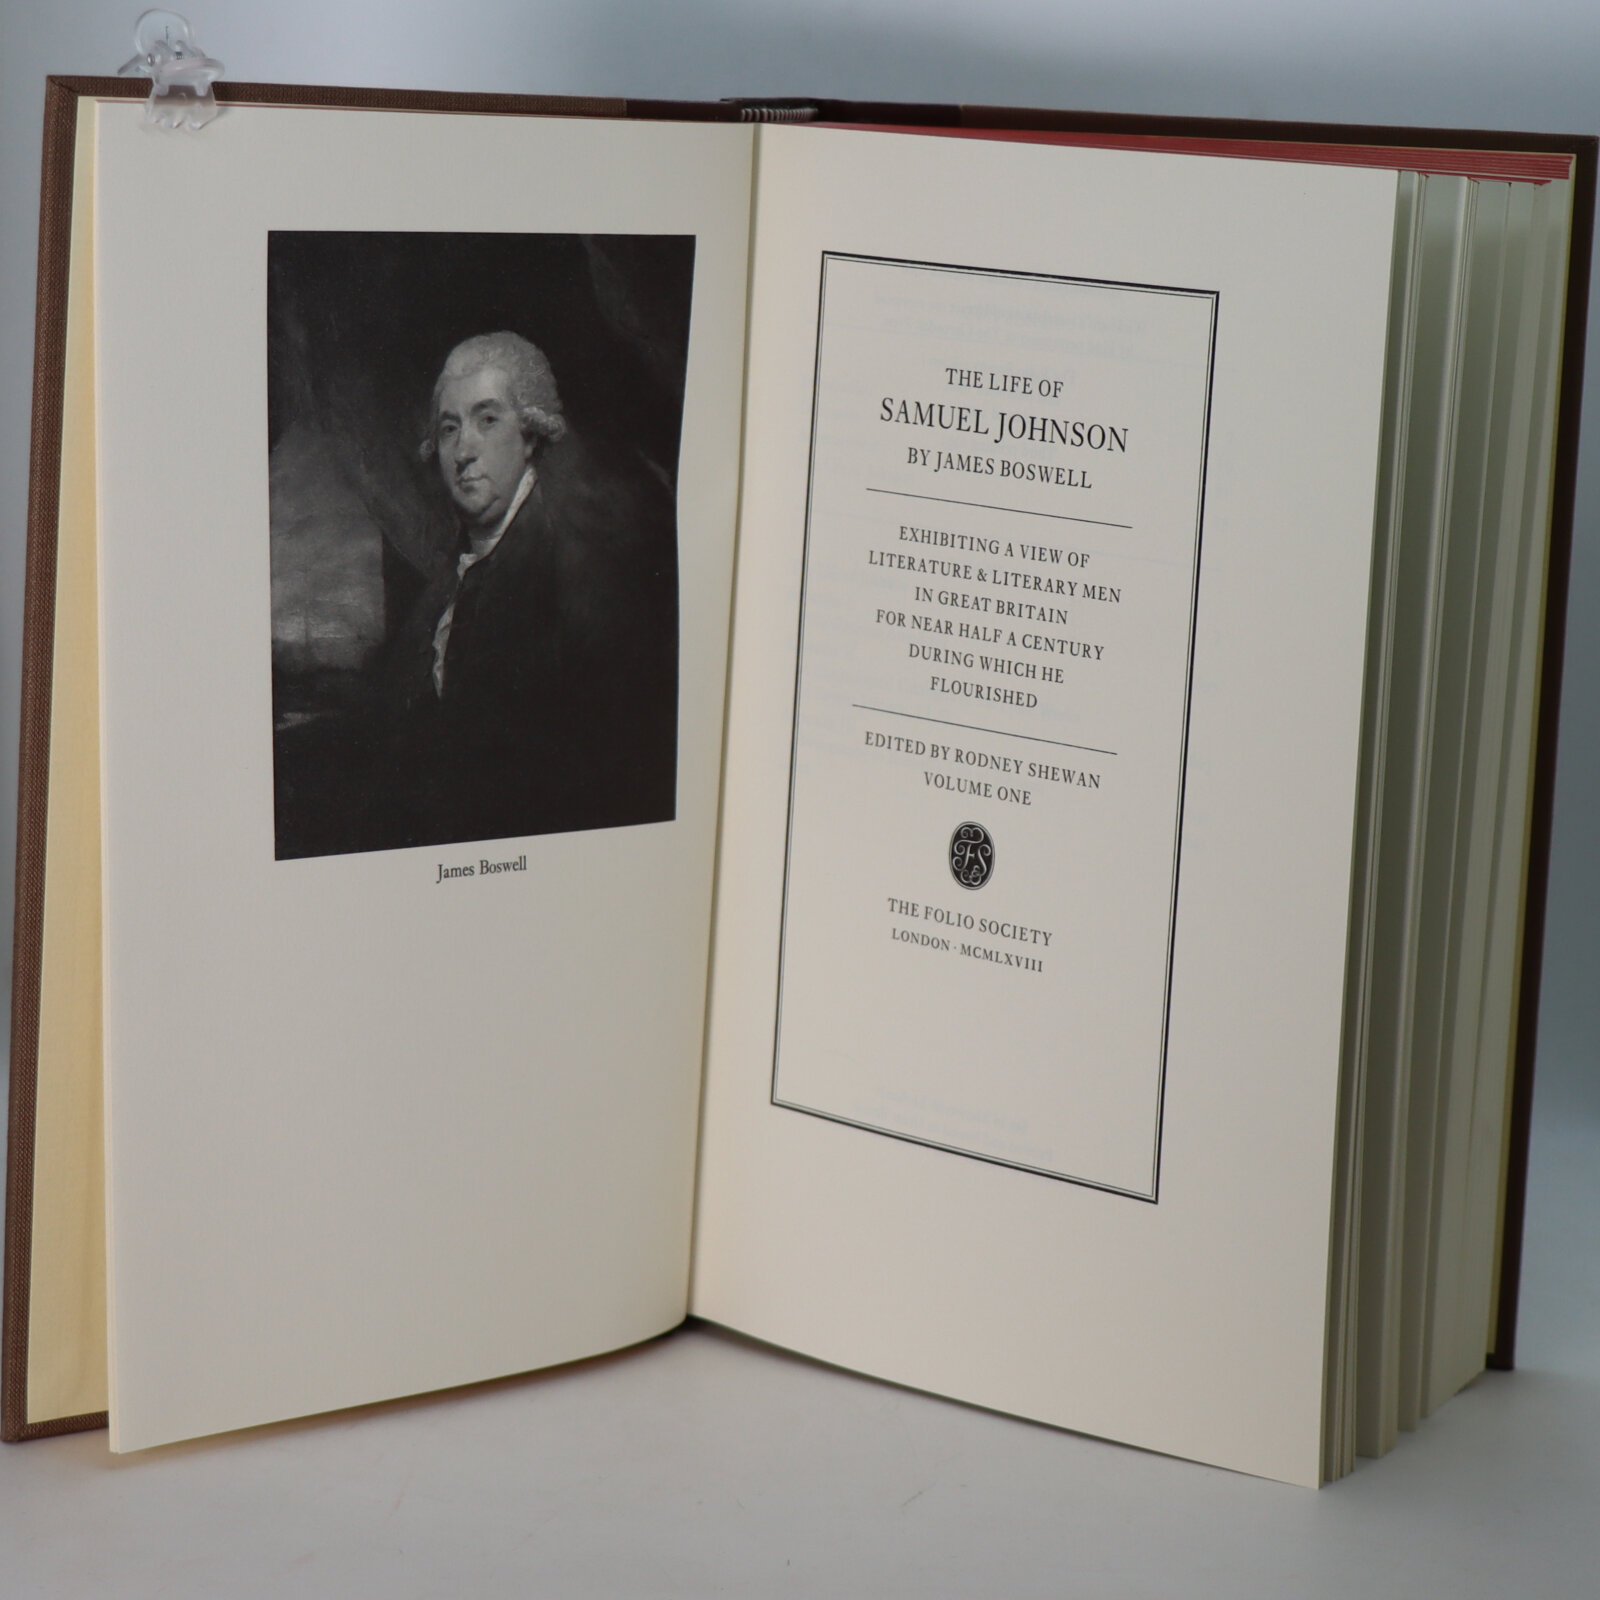 James Boswell
THE LIFE OF
SAMUEL JOHNSON
BY JAMES BOSWELL
EXHIBITING A VIEW OF
LITERATURE & LITERARY MEN
IN GREAT BRITAIN
FOR NEAR HALF A CENTURY
DURING WHICH HE
FLOURISHED
EDITED BY RODNEY SHEWAN
VOLUME ONE
FS
THE FOLIO SOCIETY
LONDON · MCMLXVIII